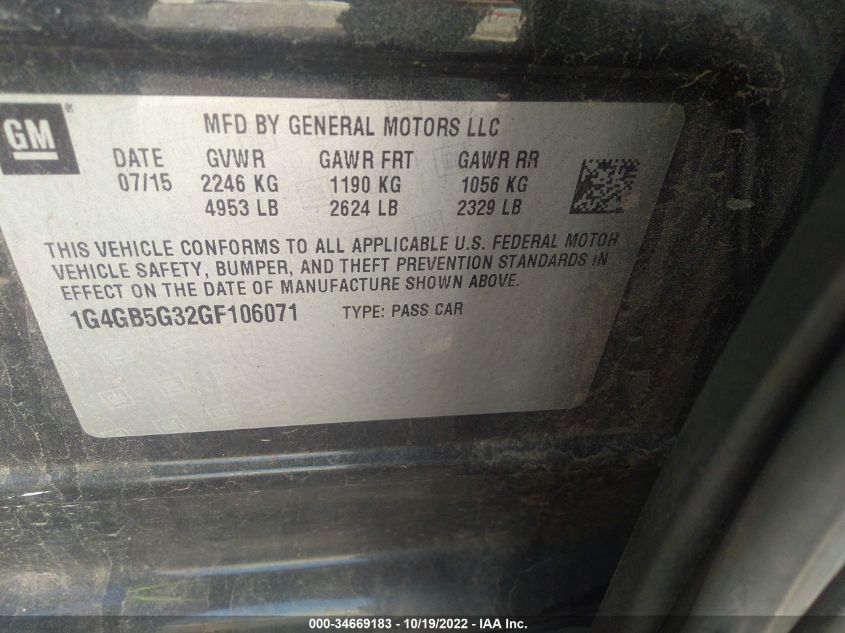 GM ®
MFD BY GENERAL MOTORS LLC
DATE GVWR GAWR FRT GAWR RR
07/15 2246 KG 1190 KG 1056 KG
4953 LB 2624 LB 2329 LB
THIS VEHICLE CONFORMS TO ALL APPLICABLE U.S. FEDERAL MOTOR
VEHICLE SAFETY, BUMPER, AND THEFT PREVENTION STANDARDS IN
EFFECT ON THE DATE OF MANUFACTURE SHOWN ABOVE.
1G4GB5G32GF106071 TYPE: PASS CAR
000-34669183 - 10/19/2022 - IAA Inc.